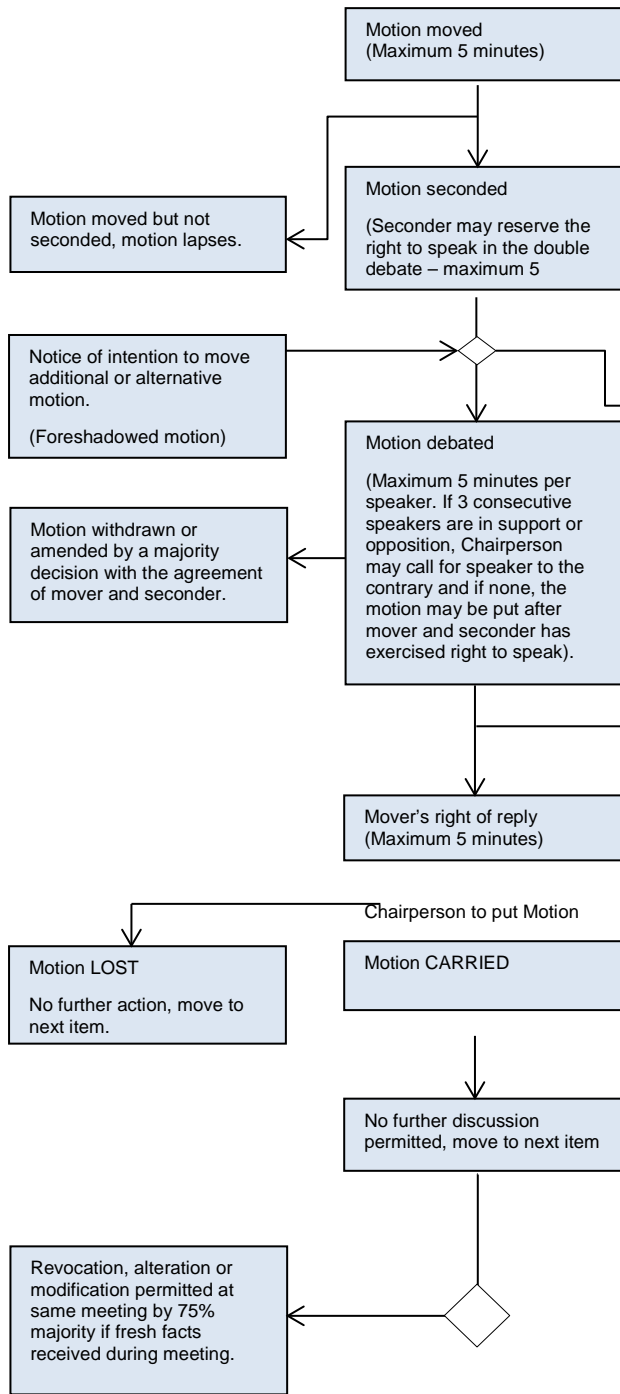 Motion moved
(Maximum 5 minutes)
Motion seconded
(Seconder may reserve the
right to speak in the double
debate – maximum 5
Motion moved but not
seconded, motion lapses.
Notice of intention to move
additional or alternative
motion.
(Foreshadowed motion)
Motion debated
(Maximum 5 minutes per
speaker. If 3 consecutive
speakers are in support or
opposition, Chairperson
may call for speaker to the
contrary and if none, the
motion may be put after
mover and seconder has
exercised right to speak).
Motion withdrawn or
amended by a majority
decision with the agreement
of mover and seconder.
Mover's right of reply
(Maximum 5 minutes)
Chairperson to put Motion
Motion LOST
No further action, move to
next item.
Motion CARRIED
No further discussion
permitted, move to next item
Revocation, alteration or
modification permitted at
same meeting by 75%
majority if fresh facts
received during meeting.